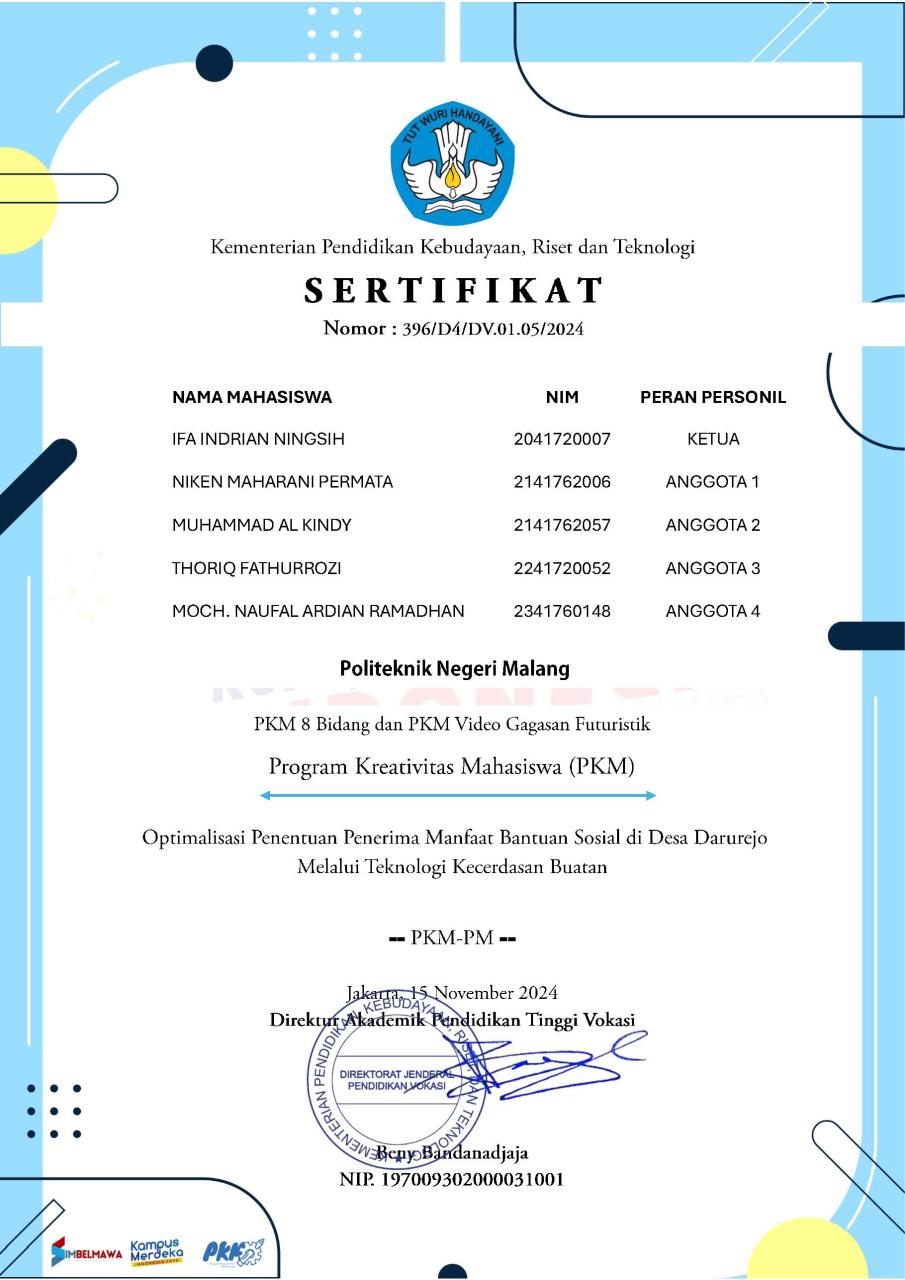 TUT WURI HANDAYANI
Kementerian Pendidikan Kebudayaan, Riset dan Teknologi
SERTIFIKAT
Nomor : 396/D4/DV.01.05/2024
NAMA MAHASISWA NIM PERAN PERSONIL
IFA INDRIAN NINGSIH 2041720007 KETUA
NIKEN MAHARANI PERMATA 2141762006 ANGGOTA 1
MUHAMMAD AL KINDY 2141762057 ANGGOTA 2
THORIQ FATHURROZI 2241720052 ANGGOTA 3
MOCH. NAUFAL ARDIAN RAMADHAN 2341760148 ANGGOTA 4
Politeknik Negeri Malang
PKM 8 Bidang dan PKM Video Gagasan Futuristik
Program Kreativitas Mahasiswa (PKM)
Optimalisasi Penentuan Penerima Manfaat Bantuan Sosial di Desa Darurejo
Melalui Teknologi Kecerdasan Buatan
-- PKM-PM --
Jakarta, 15 November 2024
Direktur Akademik Pendidikan Tinggi Vokasi
KEMENTERIAN PENDIDIKAN, KEBUDAYAAN, RISET, DAN TEKNOLOGI
DIREKTORAT JENDERAL
PENDIDIKAN VOKASI
Beny Bandanadjaja
NIP. 197009302000031001
SIMBELMAWA
Kampus
Merdeka
INDONESIA JAYA
PKM